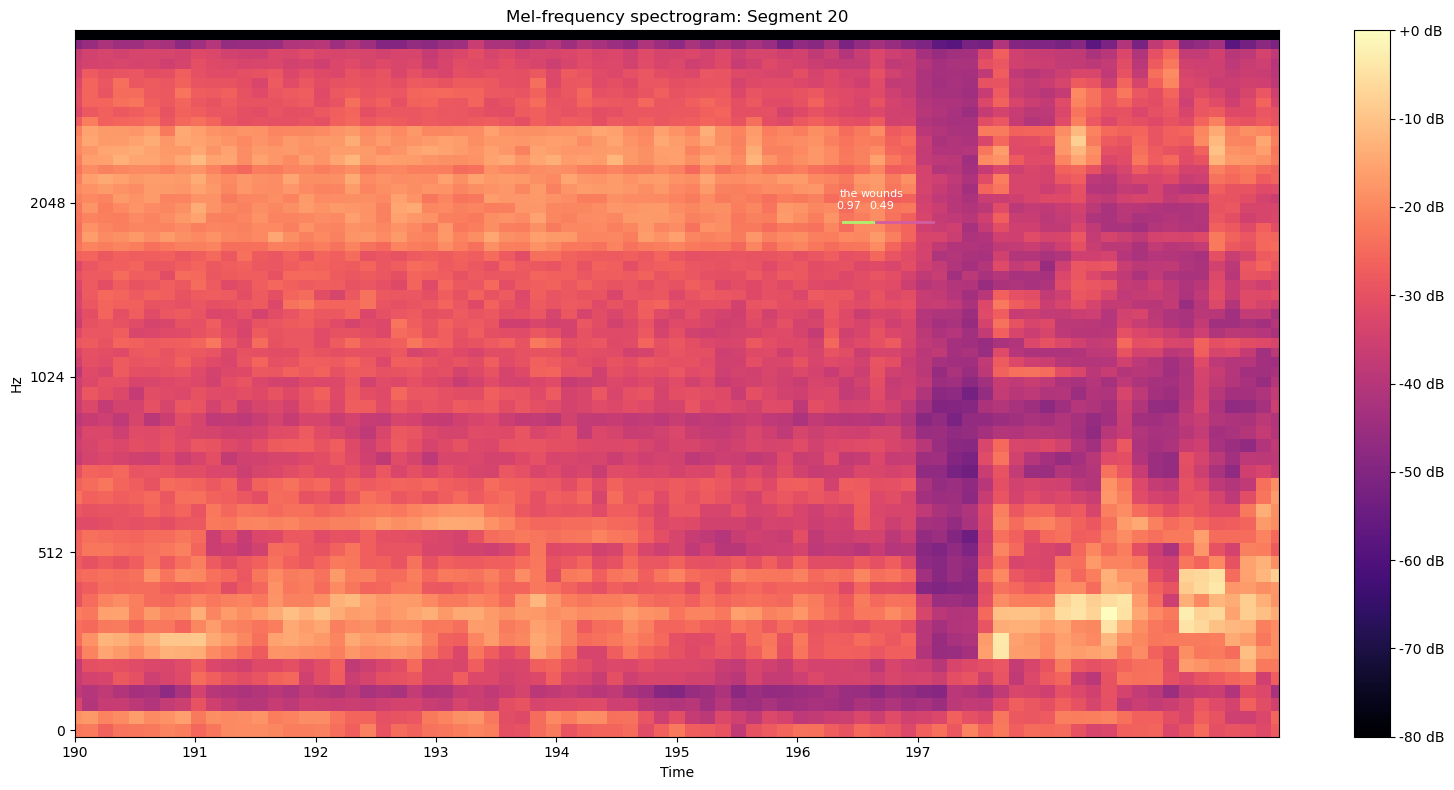 Mel-frequency spectrogram: Segment 20
+0 dB
-10 dB
-20 dB
-30 dB
-40 dB
-50 dB
-60 dB
-70 dB
-80 dB
Hz
2048
1024
512
0
the wounds
0.97 0.49
190 191 192 193 194 195 196 197
Time